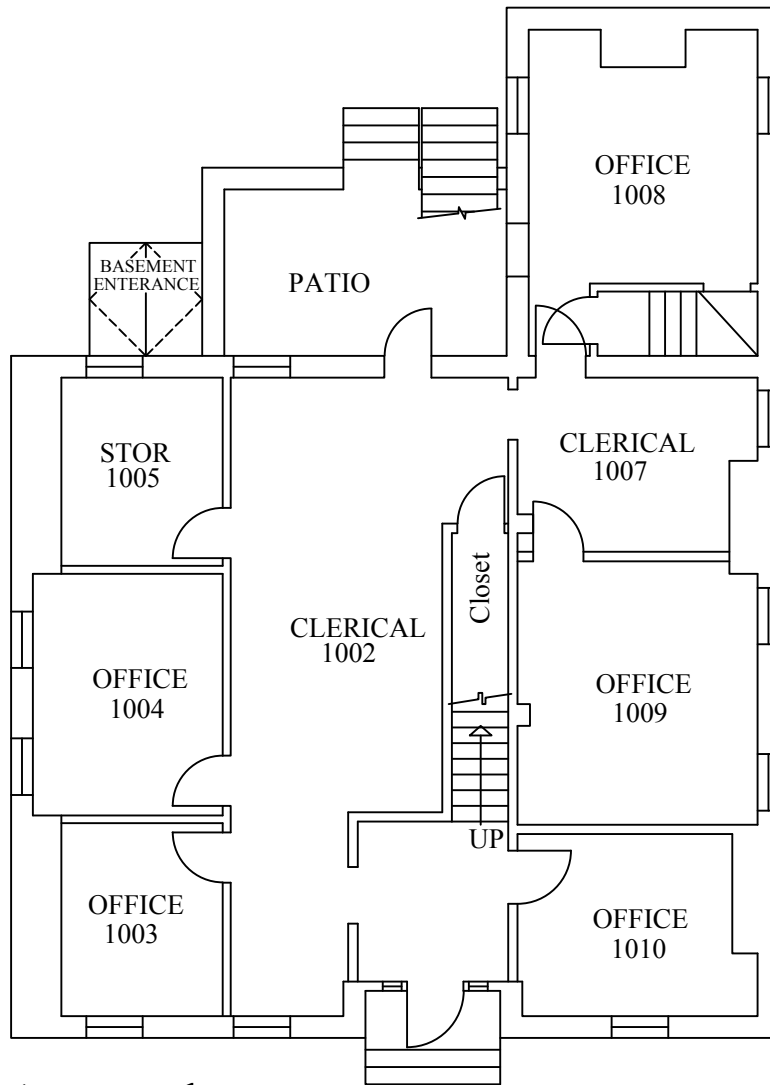 OFFICE
1008
BASEMENT
ENTERANCE
PATIO
STOR
1005
CLERICAL
1007
Closet
CLERICAL
1002
OFFICE
1004
OFFICE
1009
UP
OFFICE
1003
OFFICE
1010